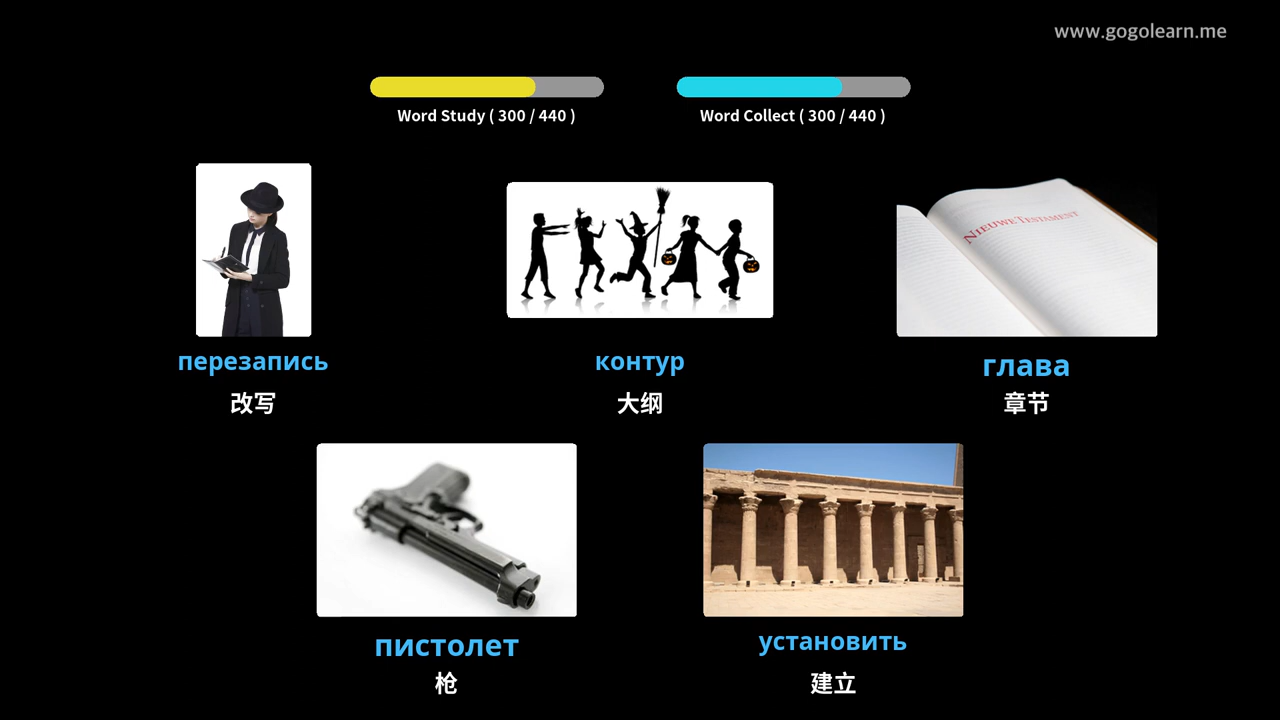 www.gogolearn.me
Word Study ( 300 / 440 )
Word Collect ( 300 / 440 )
NIEUWE TESTAMENT
перезапись
改写
контур
大纲
глава
章节
пистолет
枪
установить
建立